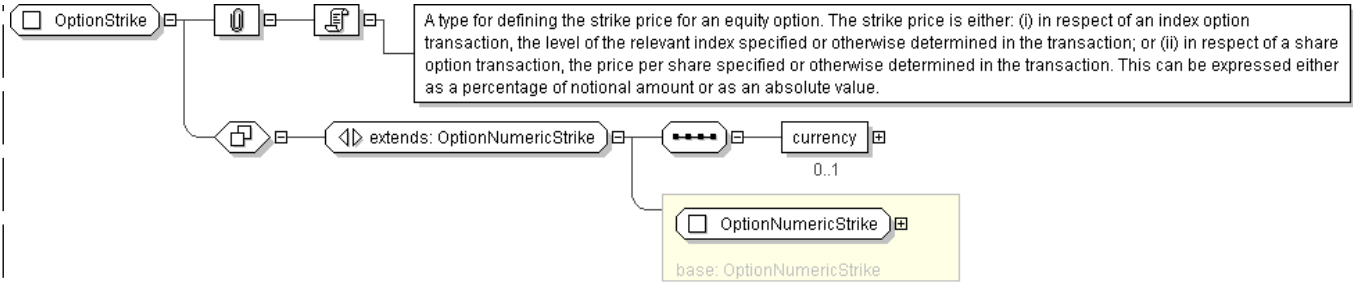 OptionStrike
A type for defining the strike price for an equity option. The strike price is either: (i) in respect of an index option
transaction, the level of the relevant index specified or otherwise determined in the transaction; or (ii) in respect of a share
option transaction, the price per share specified or otherwise determined in the transaction. This can be expressed either
as a percentage of notional amount or as an absolute value.
extends: OptionNumericStrike
currency
0..1
OptionNumericStrike
base: OptionNumericStrike